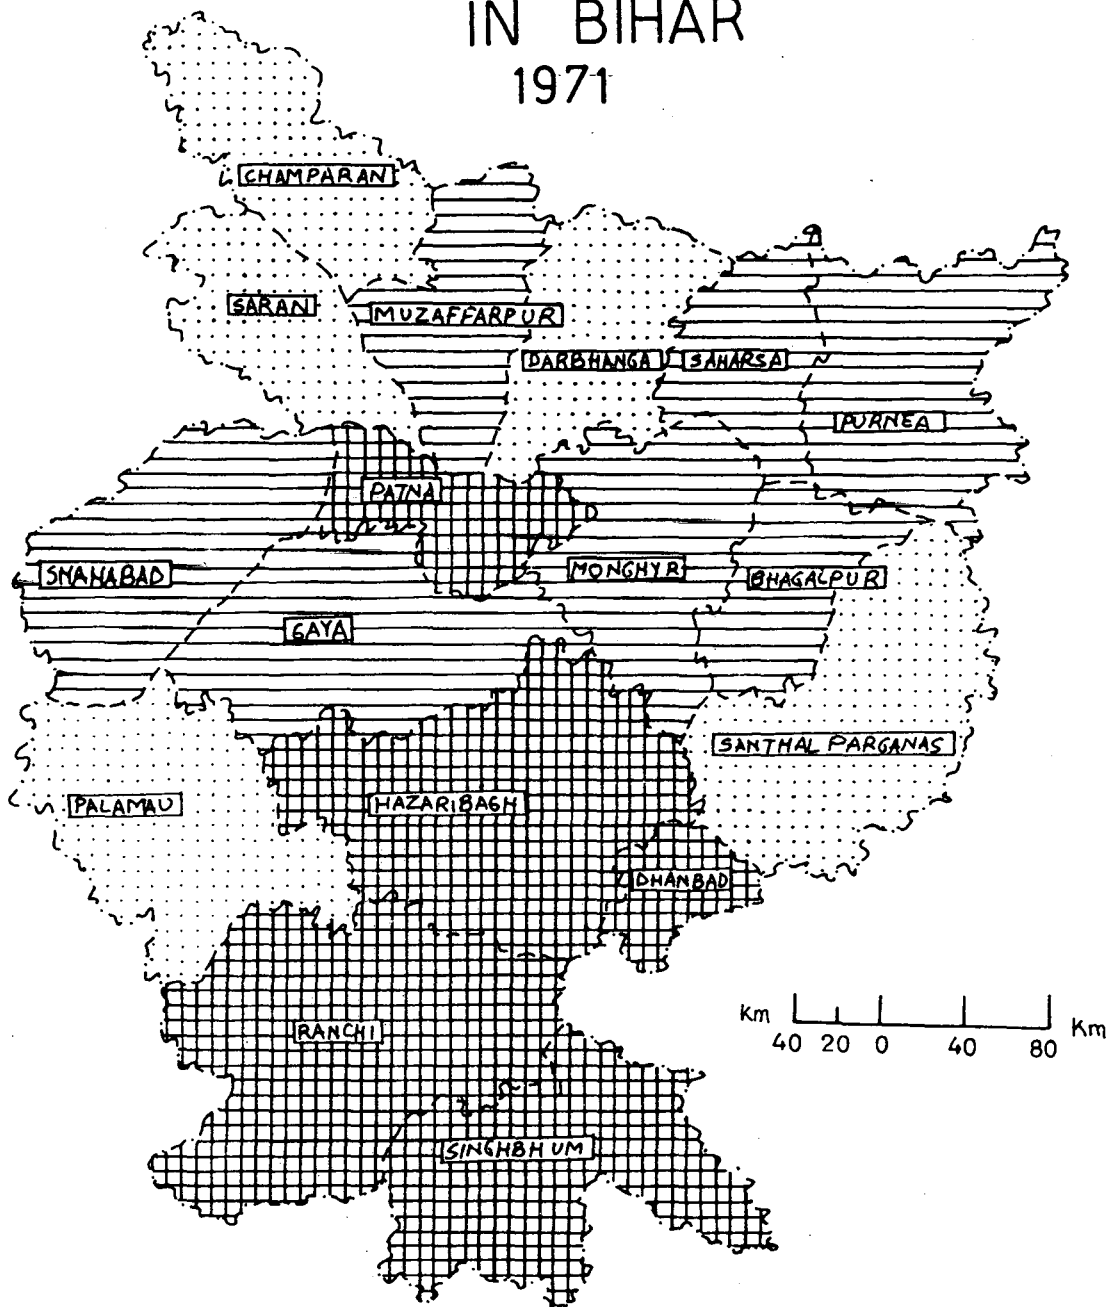 IN BIHAR
1971
CHAMPARAN
SARAN
MUZAFFARPUR
DARBHANGA
SAHARSA
PURNEA
PATNA
SHAHABAD
MONGHYR
BHAGALPUR
GAYA
SANTHAL PARGANAS
PALAMAU
HAZARIBAGH
DHANBAD
RANCHI
SINGHBHUM
Km
Km
40 20 0 40 80